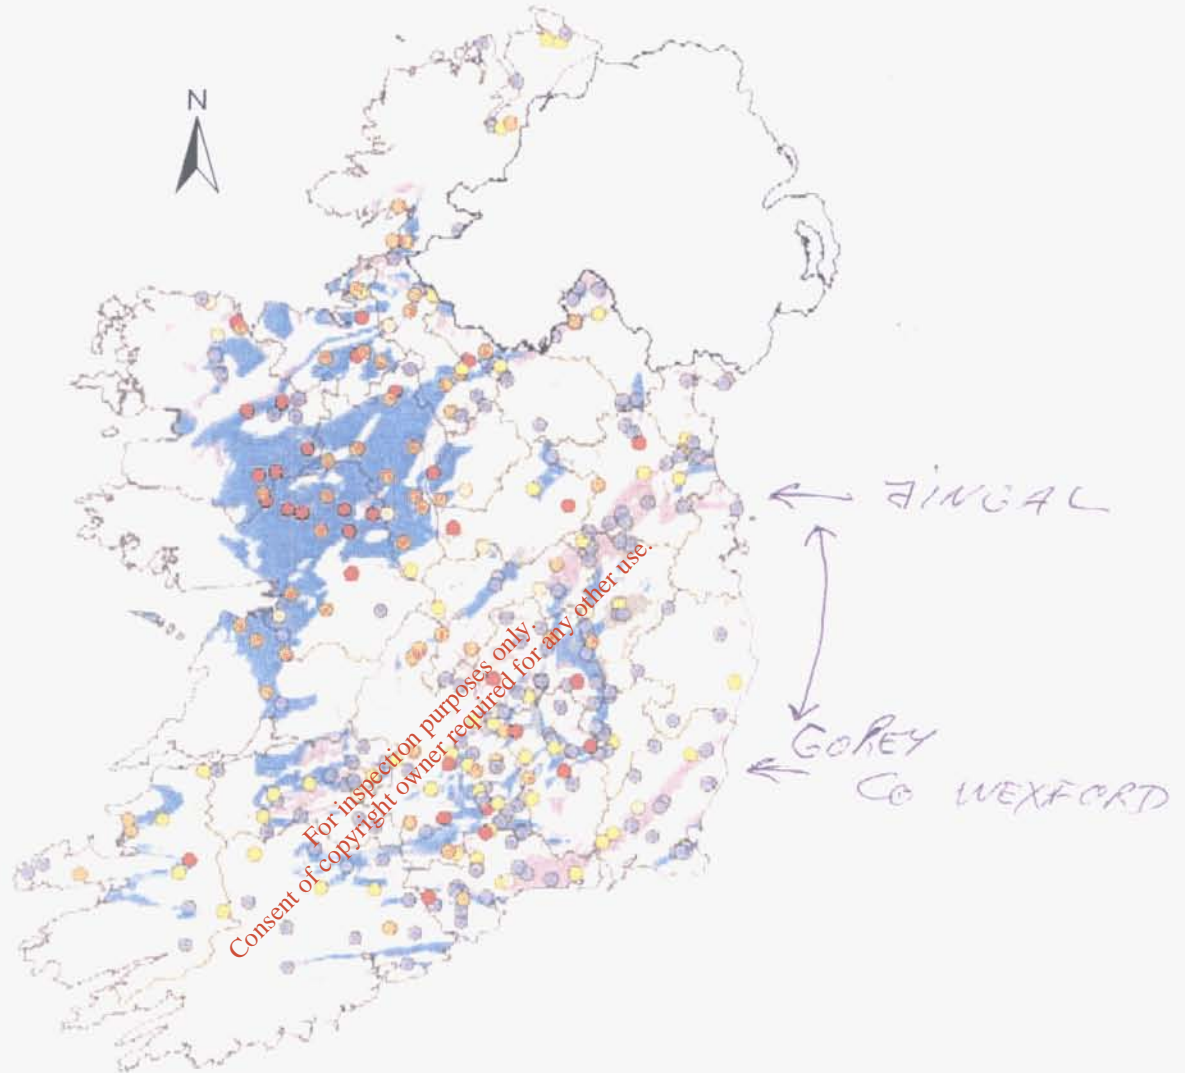 N
FINGAL
GOREY
CO WEXFORD
For inspection purposes only.
Consent of copyright owner required for any other use.